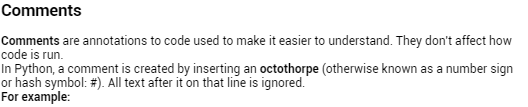 Comments
Comments are annotations to code used to make it easier to understand. They don't affect how
code is run.
In Python, a comment is created by inserting an octothorpe (otherwise known as a number sign
or hash symbol: #). All text after it on that line is ignored.
For example: